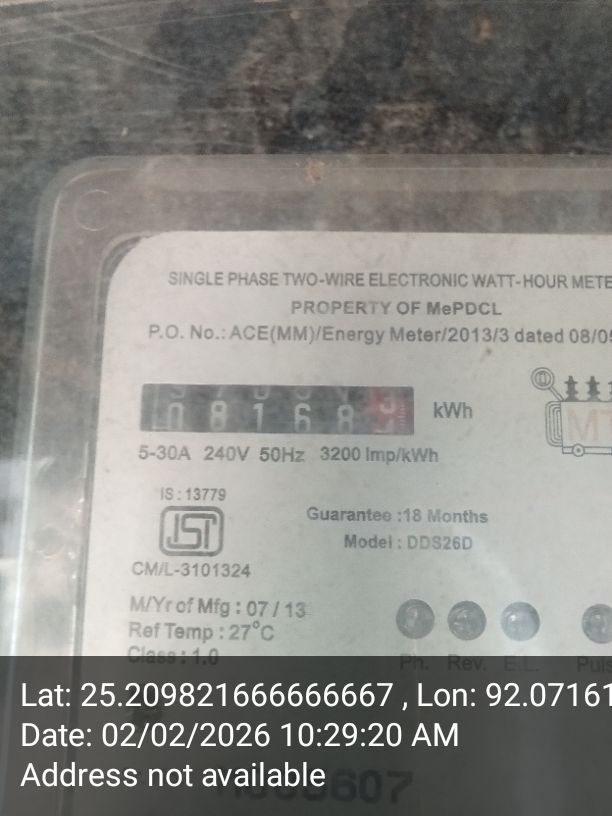 SINGLE PHASE TWO-WIRE ELECTRONIC WATT-HOUR METE
PROPERTY OF MePDCL
P.O. No.: ACE(MM)/Energy Meter/2013/3 dated 08/05
08168 kWh
5-30A 240V 50Hz 3200 Imp/kWh
IS : 13779
ISI
CM/L-3101324
Guarantee :18 Months
Model : DDS26D
M/Yr of Mfg : 07 / 13
Ref Temp : 27°C
Class : 1.0
Ph. Rev. E.L. Puls
Lat: 25.209821666666667 , Lon: 92.07161
Date: 02/02/2026 10:29:20 AM
Address not available